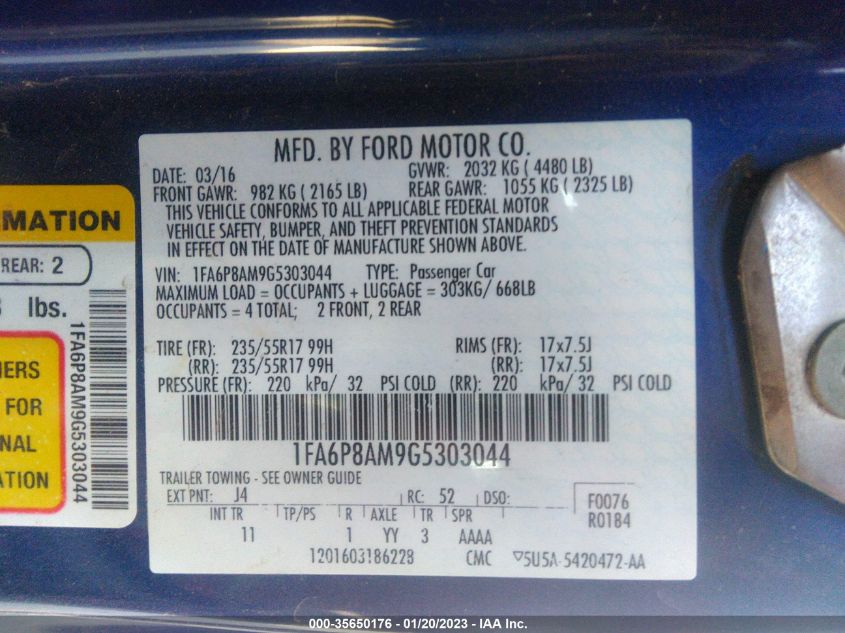 MFD. BY FORD MOTOR CO.
DATE: 03/16 GVWR: 2032 KG ( 4480 LB)
FRONT GAWR: 982 KG ( 2165 LB) REAR GAWR: 1055 KG ( 2325 LB)
THIS VEHICLE CONFORMS TO ALL APPLICABLE FEDERAL MOTOR
VEHICLE SAFETY, BUMPER, AND THEFT PREVENTION STANDARDS
IN EFFECT ON THE DATE OF MANUFACTURE SHOWN ABOVE.
VIN: 1FA6P8AM9G5303044 TYPE: Passenger Car
MAXIMUM LOAD = OCCUPANTS + LUGGAGE = 303KG/ 668LB
OCCUPANTS = 4 TOTAL; 2 FRONT, 2 REAR
TIRE (FR): 235/55R17 99H RIMS (FR): 17x7.5J
(RR): 235/55R17 99H (RR): 17x7.5J
PRESSURE (FR): 220 kPa/ 32 PSI COLD (RR): 220 kPa/ 32 PSI COLD
1FA6P8AM9G5303044
TRAILER TOWING - SEE OWNER GUIDE
EXT PNT: J4 RC: 52 DSO: F0076
R0184
INT TR TP/PS R AXLE TR SPR
11 1 YY 3 AAAA
1201603186228 CMC ▽5U5A-5420472-AA
MATION
REAR: 2
lbs.
1FA6P8AM9G5303044
FOR
000-35650176 - 01/20/2023 - IAA Inc.